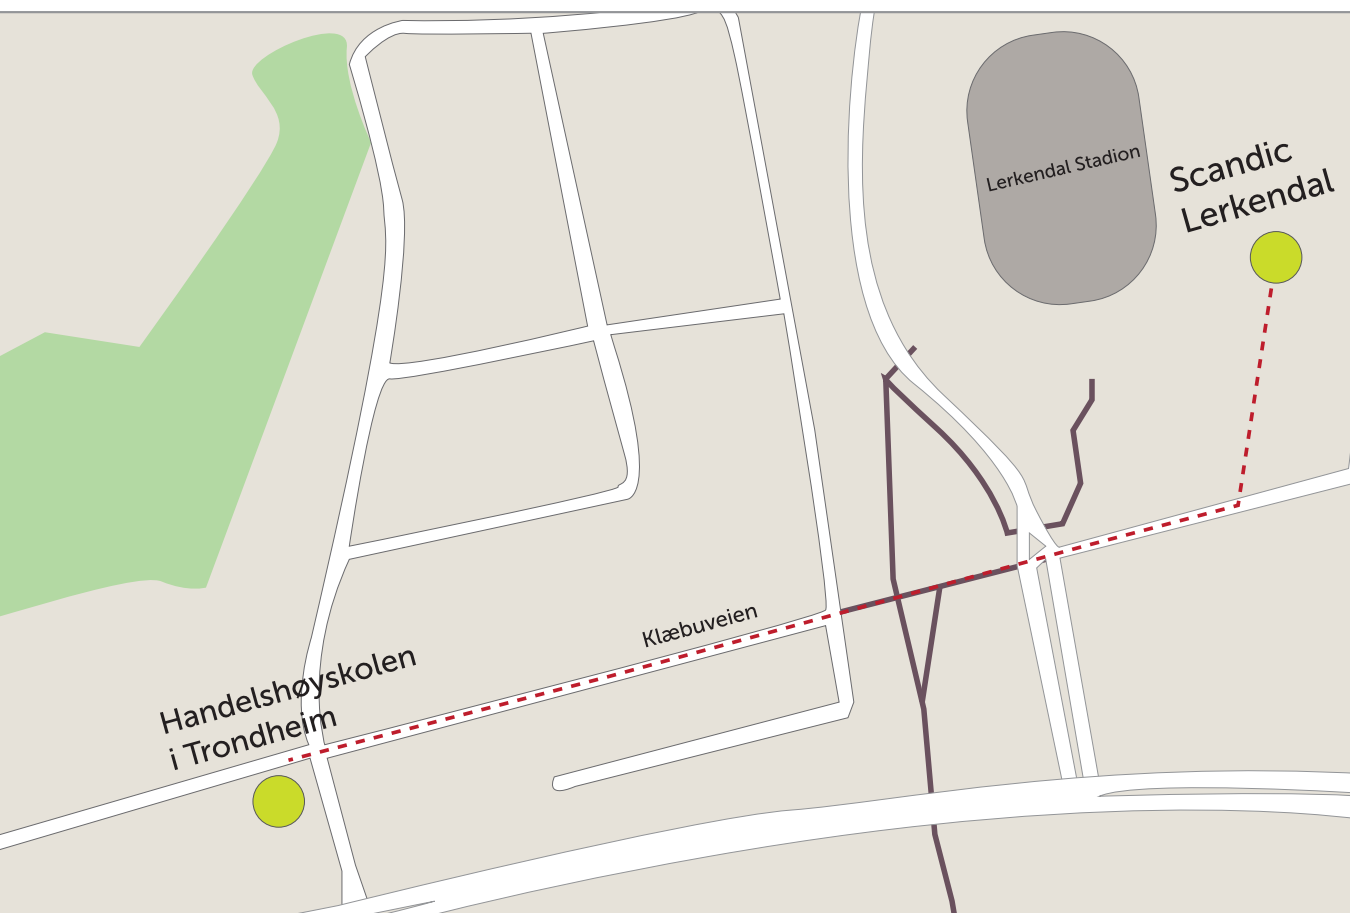 Lerkendal Stadion
Scandic
Lerkendal
Klæbuveien
Handelshøyskolen
i Trondheim